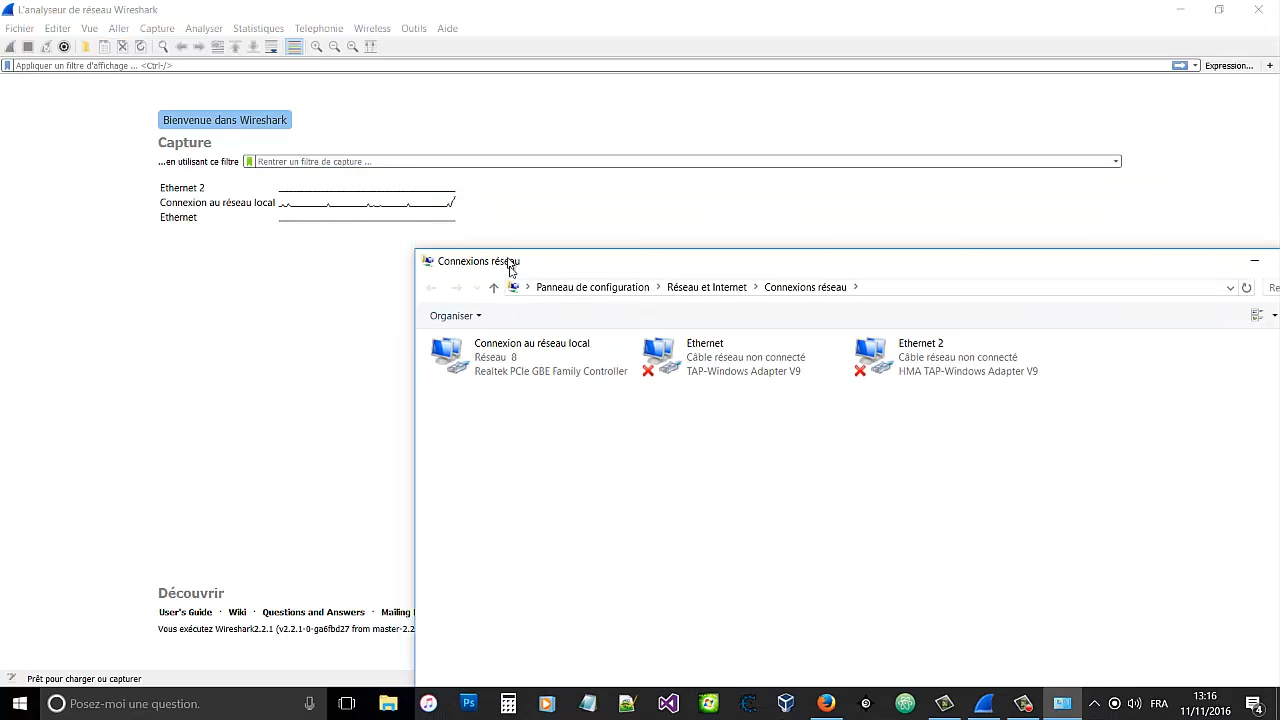 L'analyseur de réseau Wireshark
Fichier Editer Vue Aller Capture Analyser Statistiques Telephonie Wireless Outils Aide
Appliquer un filtre d'affichage ... <Ctrl-/> Expression... +
Bienvenue dans Wireshark
Capture
...en utilisant ce filtre Rentrer un filtre de capture ...
Ethernet 2
Connexion au réseau local
Ethernet
Connexions réseau
Panneau de configuration > Réseau et Internet > Connexions réseau >
Re
Organiser
Connexion au réseau local
Réseau 8
Realtek PCIe GBE Family Controller
Ethernet
Câble réseau non connecté
TAP-Windows Adapter V9
Ethernet 2
Câble réseau non connecté
HMA TAP-Windows Adapter V9
Découvrir
User's Guide · Wiki · Questions and Answers · Mailing
Vous exécutez Wireshark2.2.1 (v2.2.1-0-ga6fbd27 from master-2.2
Prêt pour charger ou capturer
Posez-moi une question.
Ps
FRA
13:16
11/11/2016